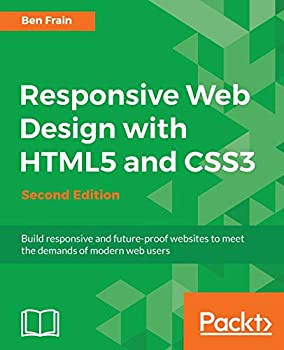 Ben Frain
Responsive Web
Design with
HTML5 and CSS3
Second Edition
Build responsive and future-proof websites to meet
the demands of modern web users
Packt>